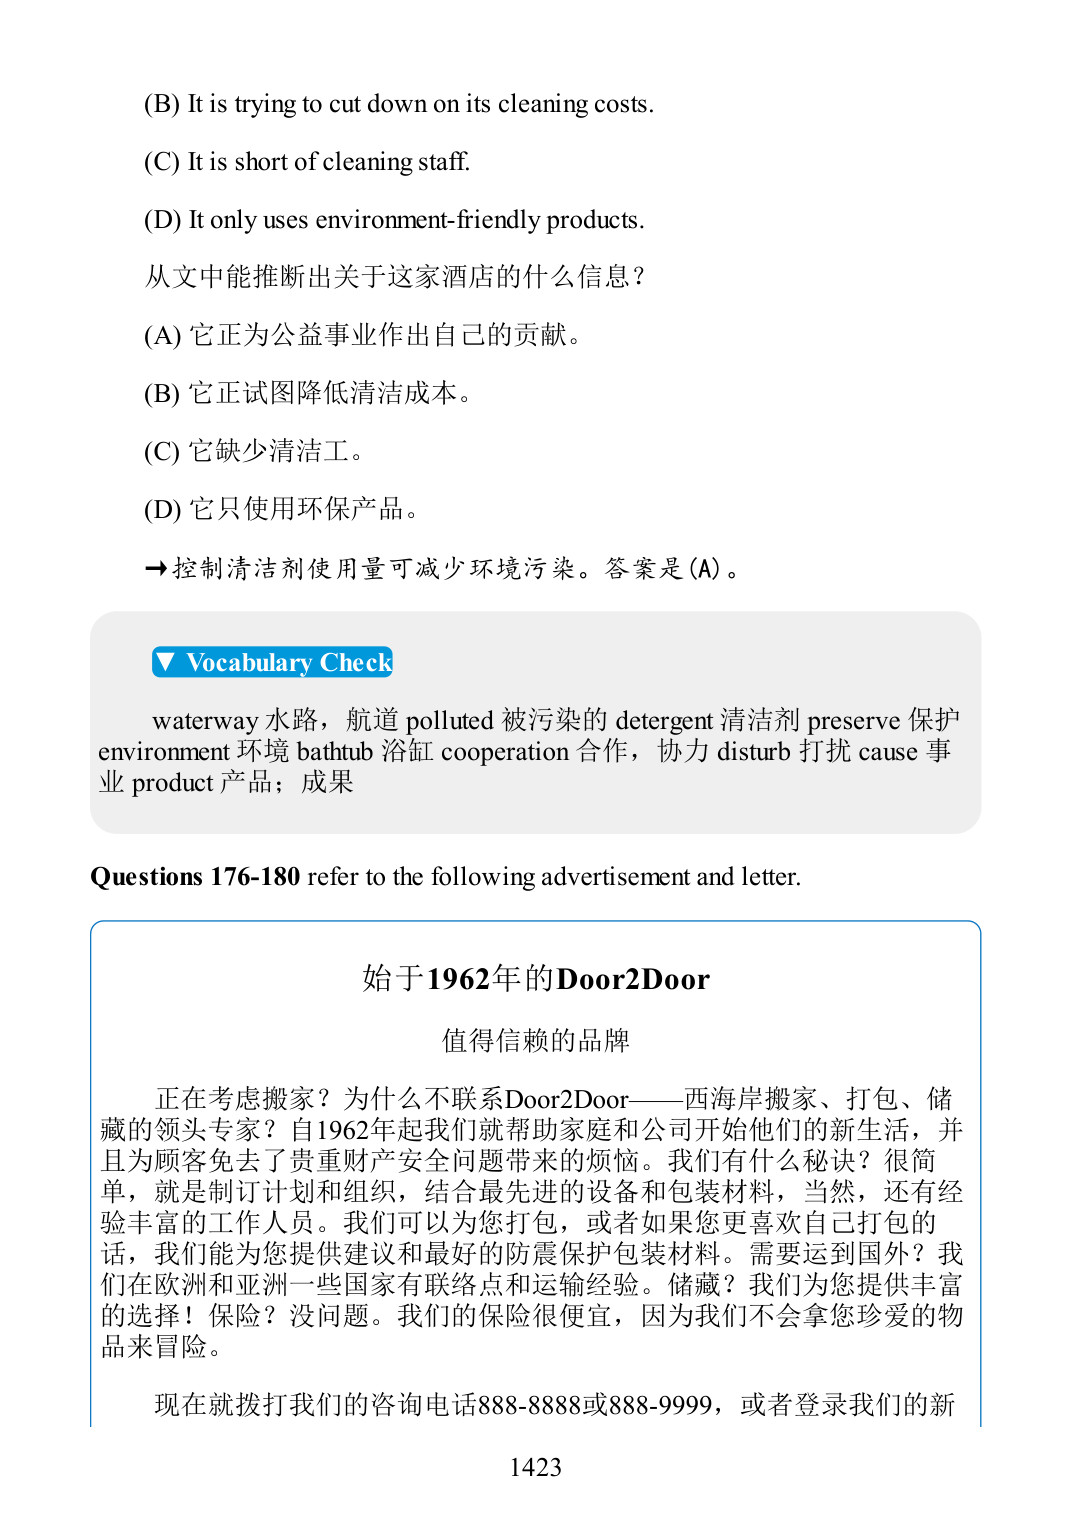 (B) It is trying to cut down on its cleaning costs.
(C) It is short of cleaning staff.
(D) It only uses environment-friendly products.
从文中能推断出关于这家酒店的什么信息？
(A) 它正为公益事业作出自己的贡献。
(B) 它正试图降低清洁成本。
(C) 它缺少清洁工。
(D) 它只使用环保产品。
→控制清洁剂使用量可减少环境污染。答案是(A)。
▼ Vocabulary Check
waterway 水路，航道 polluted 被污染的 detergent 清洁剂 preserve 保护
environment 环境 bathtub 浴缸 cooperation 合作，协力 disturb 打扰 cause 事
业 product 产品；成果
Questions 176-180 refer to the following advertisement and letter.
始于1962年的Door2Door
值得信赖的品牌
正在考虑搬家？为什么不联系Door2Door——西海岸搬家、打包、储
藏的领头专家？自1962年起我们就帮助家庭和公司开始他们的新生活，并
且为顾客免去了贵重财产安全问题带来的烦恼。我们有什么秘诀？很简
单，就是制订计划和组织，结合最先进的设备和包装材料，当然，还有经
验丰富的工作人员。我们可以为您打包，或者如果您更喜欢自己打包的
话，我们能为您提供建议和最好的防震保护包装材料。需要运到国外？我
们在欧洲和亚洲一些国家有联络点和运输经验。储藏？我们为您提供丰富
的选择！保险？没问题。我们的保险很便宜，因为我们不会拿您珍爱的物
品来冒险。
现在就拨打我们的咨询电话888-8888或888-9999，或者登录我们的新
1423